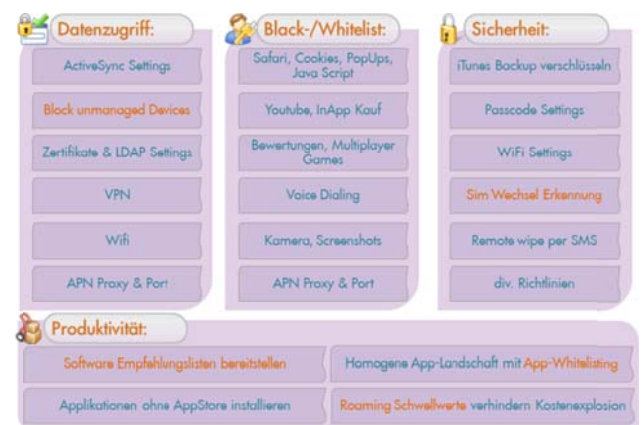 Datenzugriff:
ActiveSync Settings
Block unmanaged Devices
Zertifikate & LDAP Settings
VPN
Wifi
APN Proxy & Port
Black-/Whitelist:
Safari, Cookies, PopUps,
Java Script
Youtube, InApp Kauf
Bewertungen, Multiplayer
Games
Voice Dialing
Kamera, Screenshots
APN Proxy & Port
Sicherheit:
iTunes Backup verschlüsseln
Passcode Settings
WiFi Settings
Sim Wechsel Erkennung
Remote wipe per SMS
div. Richtlinien
Produktivität:
Software Empfehlungslisten bereitstellen
Homogene App-Landschaft mit App-Whitelisting
Applikationen ohne AppStore installieren
Roaming Schwellwerte verhindern Kostenexplosion